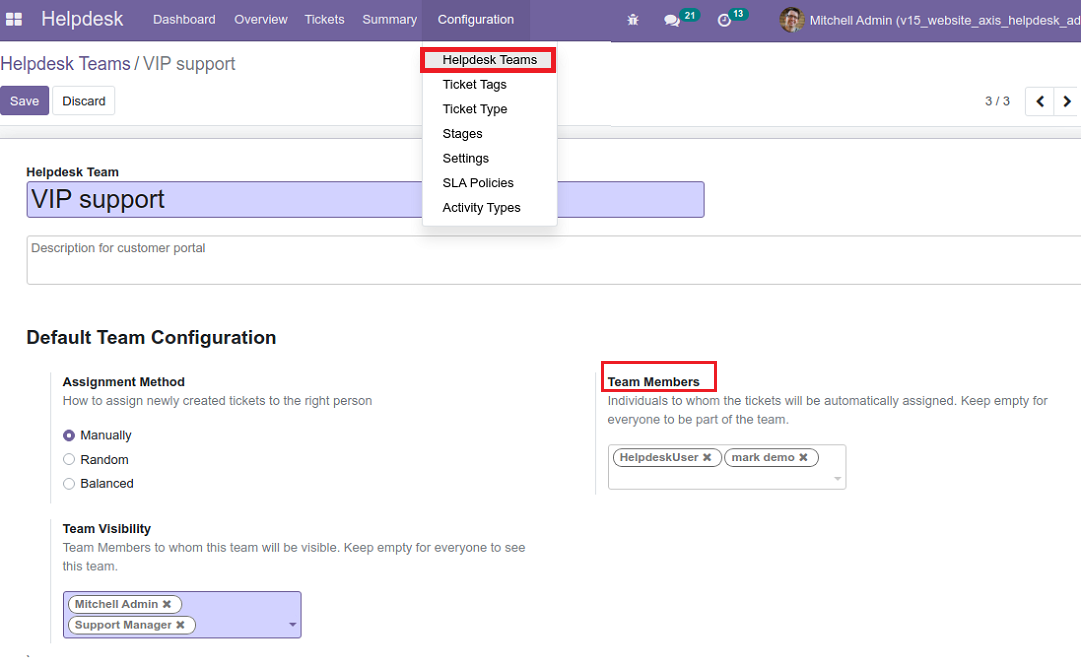 Helpdesk Dashboard Overview Tickets Summary Configuration 21 13 Mitchell Admin (v15_website_axis_helpdesk_ad
Helpdesk Teams / VIP support
Helpdesk Teams
Ticket Tags
Ticket Type
Stages
Settings
SLA Policies
Activity Types
Save Discard 3 / 3
Helpdesk Team
VIP support
Description for customer portal
Default Team Configuration
Assignment Method
How to assign newly created tickets to the right person
Manually
Random
Balanced
Team Members
Individuals to whom the tickets will be automatically assigned. Keep empty for
everyone to be part of the team.
HelpdeskUser ✖ mark demo ✖
Team Visibility
Team Members to whom this team will be visible. Keep empty for everyone to see
this team.
Mitchell Admin ✖
Support Manager ✖